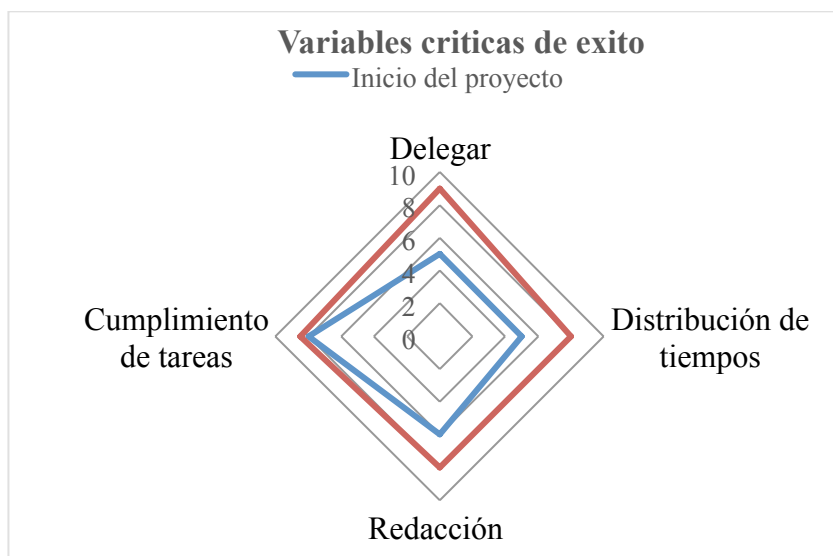 Variables criticas de exito
Inicio del proyecto
Delegar
10
8
6
4
2
0
Cumplimiento
de tareas
Distribución de
tiempos
Redacción